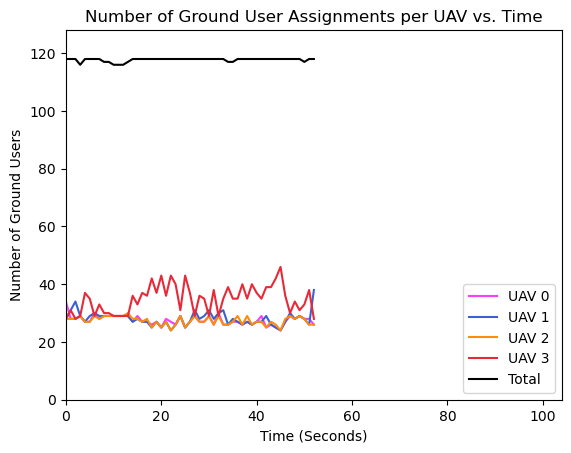 Number of Ground User Assignments per UAV vs. Time
Number of Ground Users
120
100
80
60
40
20
0
0 20 40 60 80 100
Time (Seconds)
UAV 0
UAV 1
UAV 2
UAV 3
Total